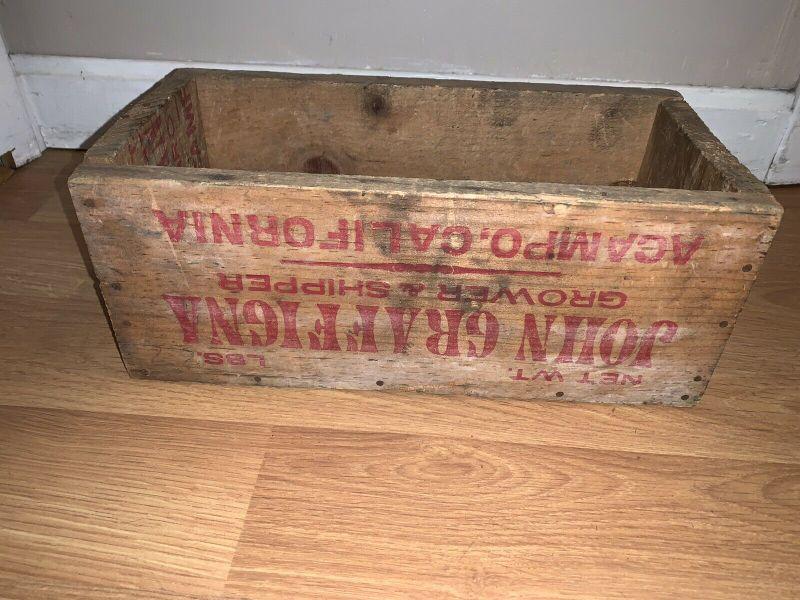 NET WT. LBS.
JOHN GRAFFIGNA
GROWER & SHIPPER
ACAMPO, CALIFORNIA